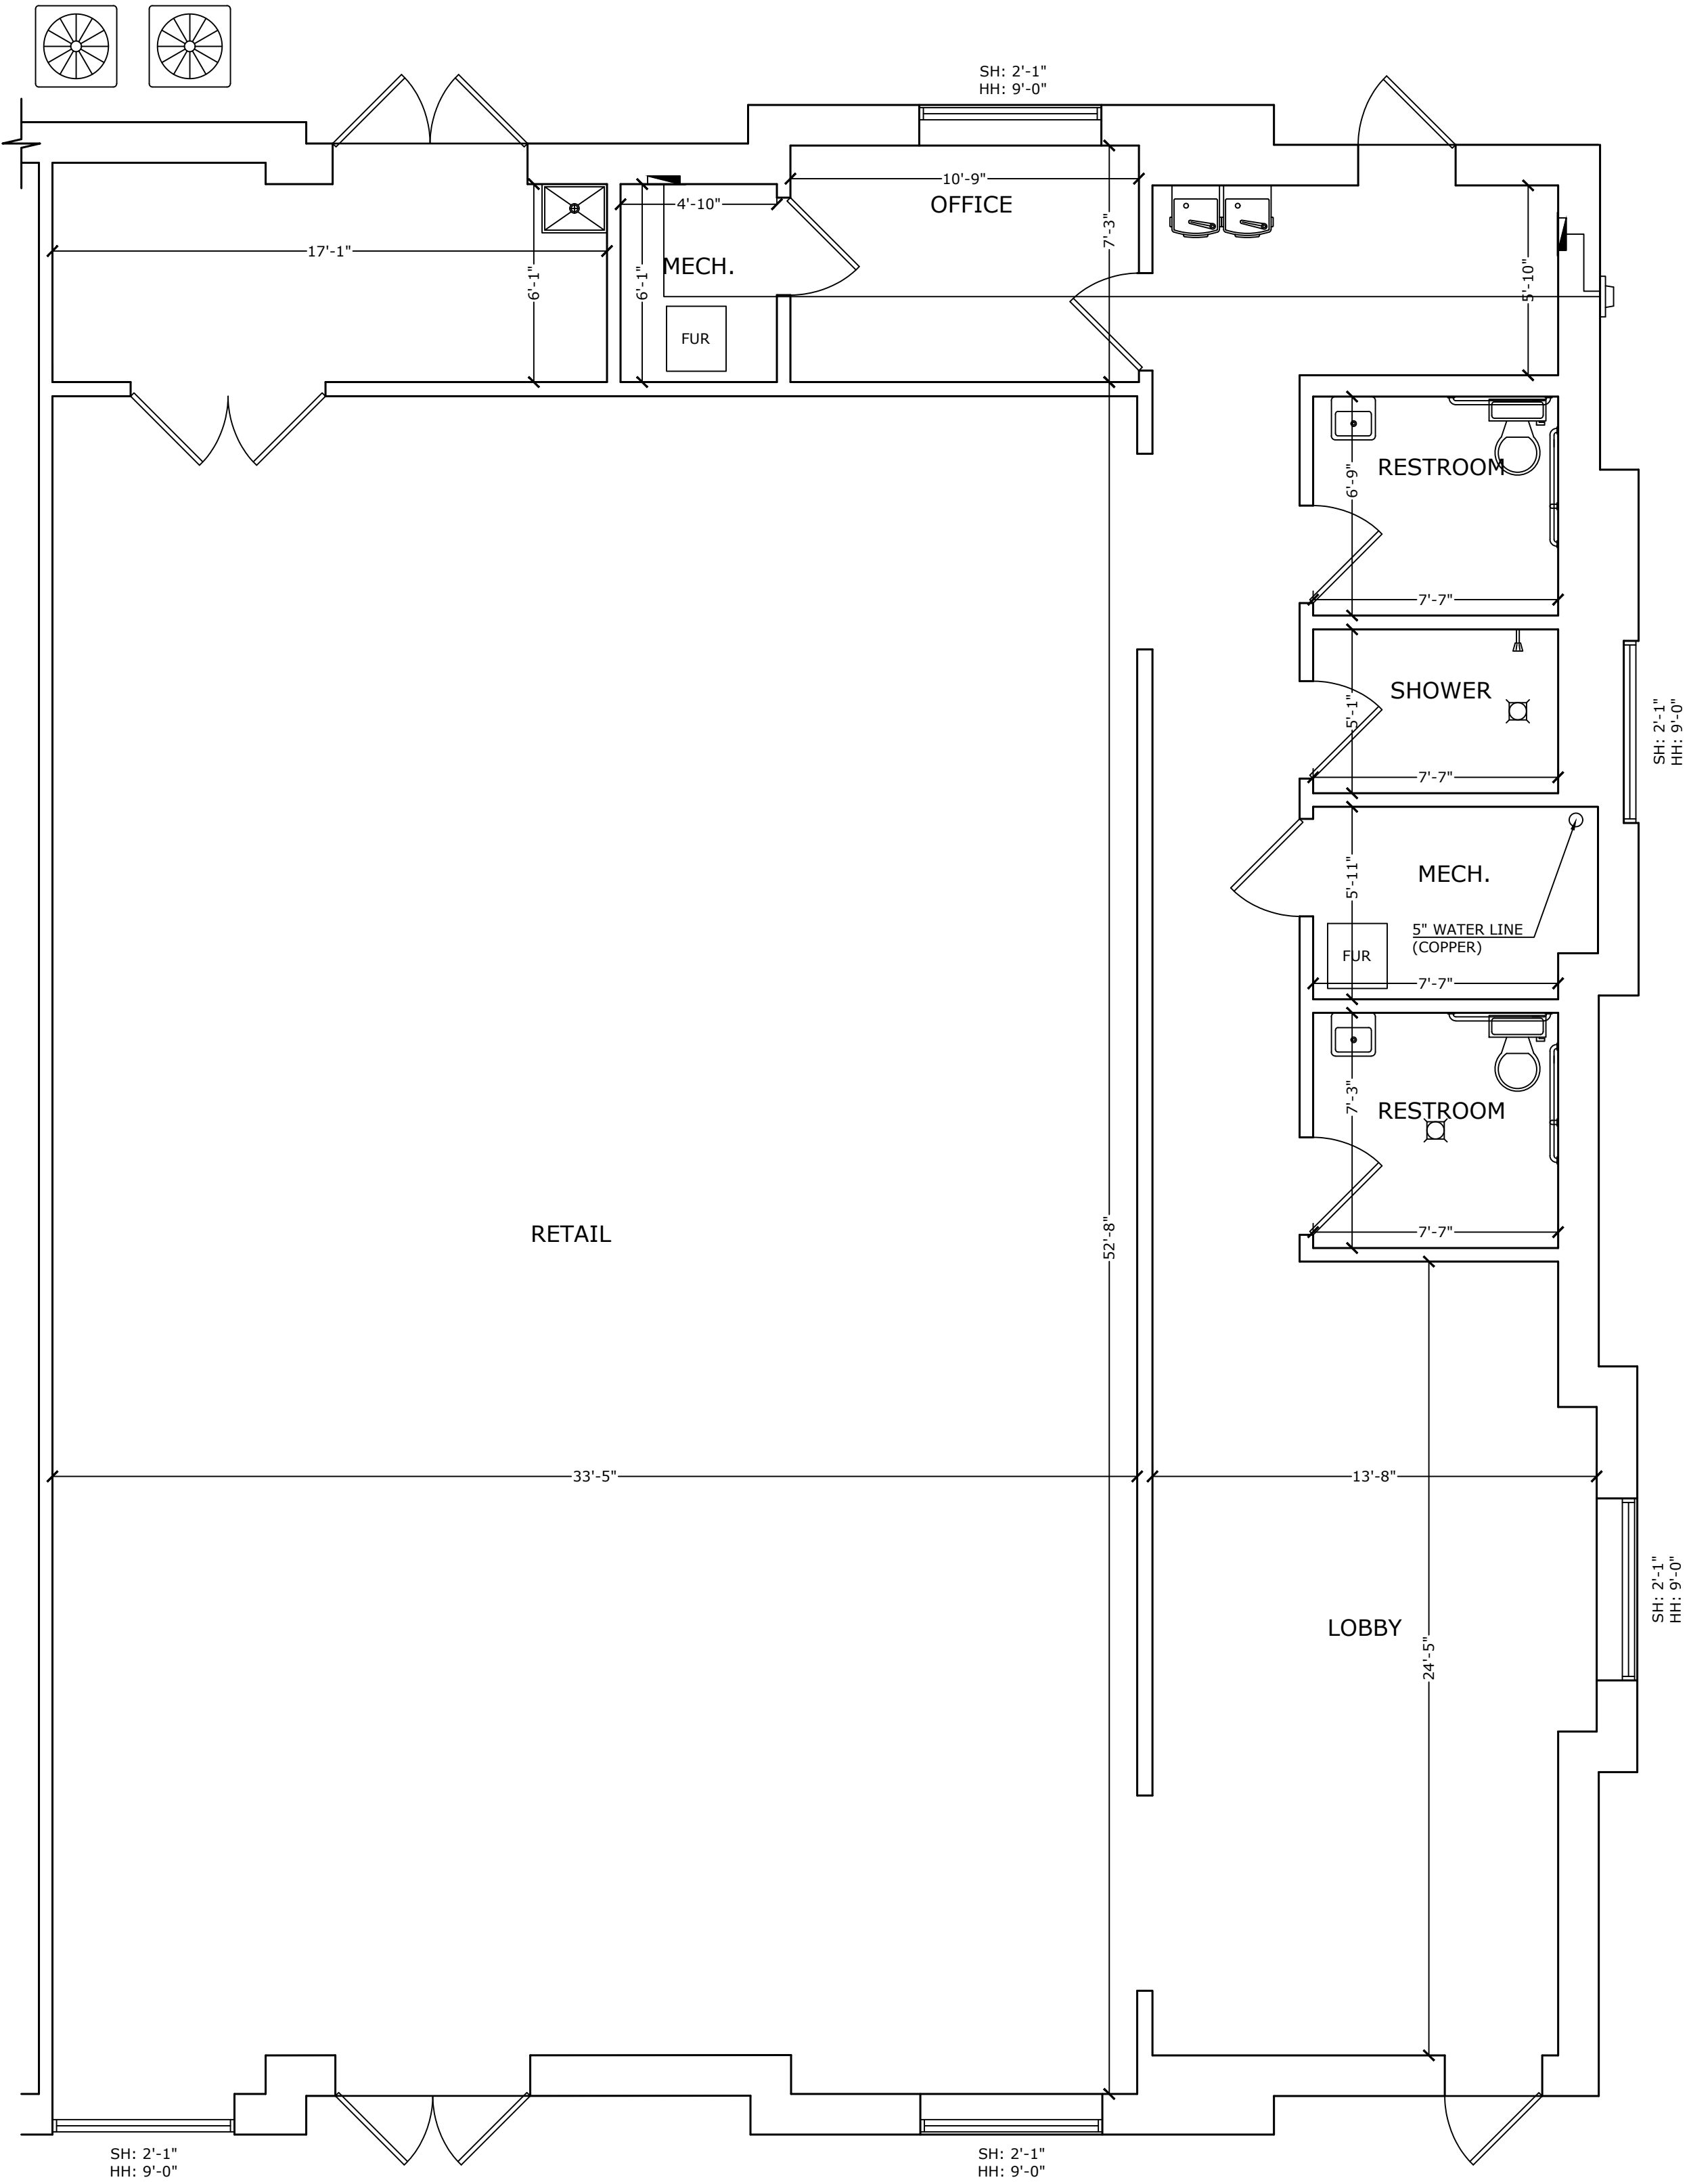 SH: 2'-1"
HH: 9'-0"
10'-9"
OFFICE
4'-10"
7'-3"
17'-1"
6'-1"
6'-1"
MECH.
5'-10"
FUR
RESTROOM
6'-9"
7'-7"
SHOWER
5'-1"
7'-7"
SH: 2'-1"
HH: 9'-0"
MECH.
5'-11"
5" WATER LINE
(COPPER)
FUR
7'-7"
7'-3"
RESTROOM
7'-7"
RETAIL
52'-8"
33'-5"
13'-8"
SH: 2'-1"
HH: 9'-0"
LOBBY
24'-5"
SH: 2'-1"
HH: 9'-0"
SH: 2'-1"
HH: 9'-0"